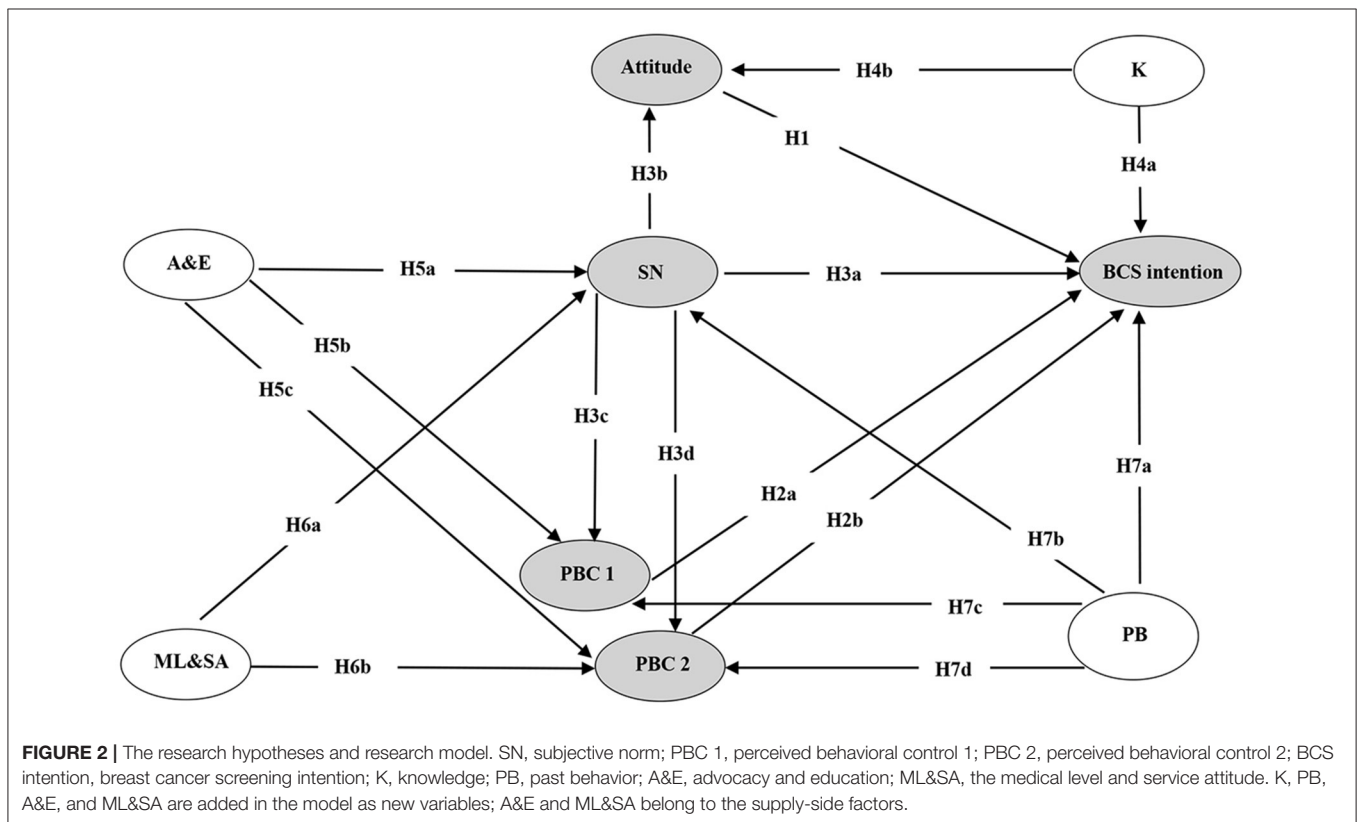 Attitude
H4b
K
H1
H3b
H4a
A&E
H5a
SN
H3a
BCS intention
H5b
H5c
H3c
H3d
H7a
H2a
H2b
H6a
H7b
PBC 1
H7c
PB
ML&SA
H6b
PBC 2
H7d
FIGURE 2 | The research hypotheses and research model. SN, subjective norm; PBC 1, perceived behavioral control 1; PBC 2, perceived behavioral control 2; BCS
intention, breast cancer screening intention; K, knowledge; PB, past behavior; A&E, advocacy and education; ML&SA, the medical level and service attitude. K, PB,
A&E, and ML&SA are added in the model as new variables; A&E and ML&SA belong to the supply-side factors.